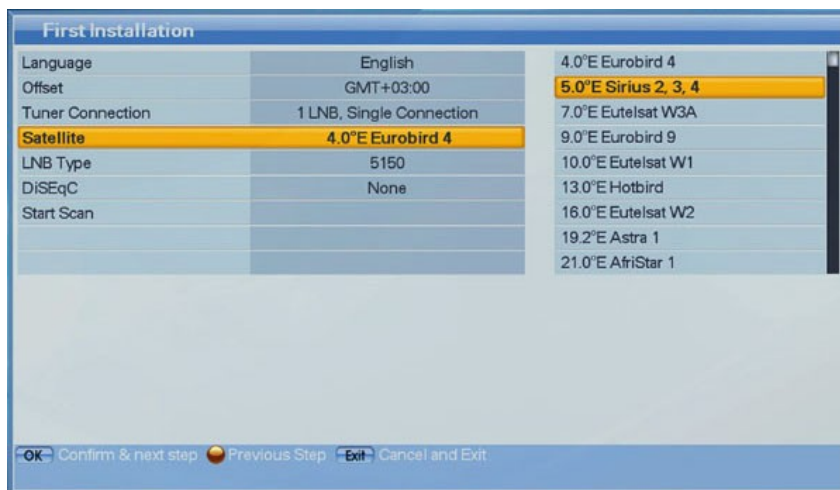 First Installation
Language English
Offset GMT+03:00
Tuner Connection 1 LNB, Single Connection
Satellite 4.0°E Eurobird 4
LNB Type 5150
DiSEqC None
Start Scan
4.0°E Eurobird 4
5.0°E Sirius 2, 3, 4
7.0°E Eutelsat W3A
9.0°E Eurobird 9
10.0°E Eutelsat W1
13.0°E Hotbird
16.0°E Eutelsat W2
19.2°E Astra 1
21.0°E AfriStar 1
OK Confirm & next step Previous Step Exit Cancel and Exit